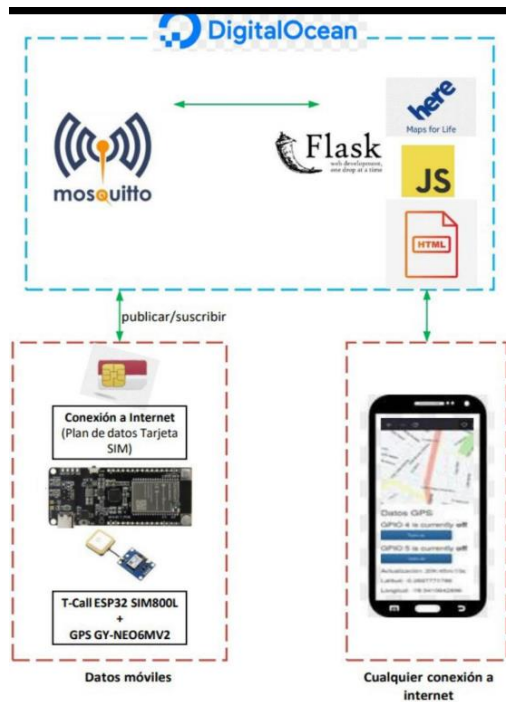 DigitalOcean
mosquitto
Flask
web development,
one drop at a time
here
Maps for Life
JS
HTML
publicar/suscribir
Conexión a Internet
(Plan de datos Tarjeta
SIM)
T-Call ESP32 SIM800L
+
GPS GY-NEO6MV2
Datos móviles
Datos GPS
GPIO 4 is currently off
GPIO 5 is currently off
Latitud
Longitud
Cualquier conexión a
internet